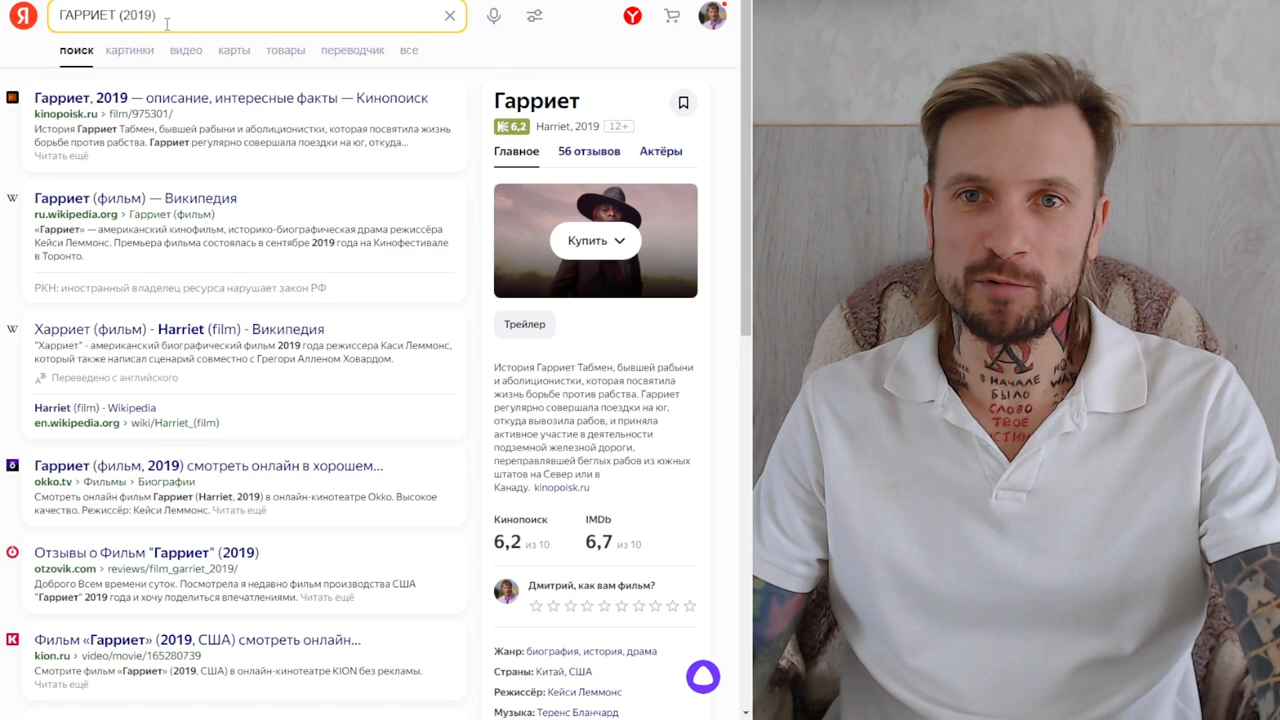 Я
ГАРРИЕТ (2019)
Y
поиск
картинки
видео
карты
товары
переводчик
все
Гарриет, 2019 — описание, интересные факты — Кинопоиск
kinopoisk.ru › film/975301/
История Гарриет Табмен, бывшей рабыни и аболиционистки, которая посвятила жизнь
борьбе против рабства. Гарриет регулярно совершала поездки на юг, откуда...
Читать ещё
W
Гарриет (фильм) — Википедия
ru.wikipedia.org › Гарриет (фильм)
«Гарриет» — американский кинофильм, историко-биографическая драма режиссёра
Кейси Леммонс. Премьера фильма состоялась в сентябре 2019 года на Кинофестивале
в Торонто.
РКН: иностранный владелец ресурса нарушает закон РФ
W
Харриет (фильм) - Harriet (film) - Википедия
"Харриет" - американский биографический фильм 2019 года режиссера Каси Леммонс,
который также написал сценарий совместно с Грегори Алленом Ховардом.
Переведено с английского
Harriet (film) - Wikipedia
en.wikipedia.org › wiki/Harriet_(film)
Гарриет (фильм, 2019) смотреть онлайн в хорошем...
okko.tv › Фильмы › Биографии
Смотреть онлайн фильм Гарриет (Harriet, 2019) в онлайн-кинотеатре Okko. Высокое
качество. Режиссёр: Кейси Леммонс. Читать ещё
Отзывы о Фильм "Гарриет" (2019)
otzovik.com › reviews/film_garriet_2019/
Доброго Всем времени суток. Посмотрела я недавно фильм производства США
"Гарриет" 2019 года и хочу поделиться впечатлениями. Читать ещё
K
Фильм «Гарриет» (2019, США) смотреть онлайн...
kion.ru › video/movie/165280739
Смотрите фильм «Гарриет» (2019, США) в онлайн-кинотеатре KION без рекламы.
Читать ещё
Гарриет
6,2 Harriet, 2019 12+
Главное
56 отзывов
Актёры
Купить
Трейлер
История Гарриет Табмен, бывшей рабыни
и аболиционистки, которая посвятила
жизнь борьбе против рабства. Гарриет
регулярно совершала поездки на юг,
откуда вывозила рабов, и приняла
активное участие в деятельности
подземной железной дороги,
переправлявшей беглых рабов из южных
штатов на Север или в
Канаду. kinopoisk.ru
Кинопоиск
6,2 из 10
IMDb
6,7 из 10
Дмитрий, как вам фильм?
Жанр: биография, история, драма
Страны: Китай, США
Режиссёр: Кейси Леммонс
Музыка: Теренс Бланчард
В НАЧАЛЕ
БЫЛО
СЛОВО
ТВОЕ